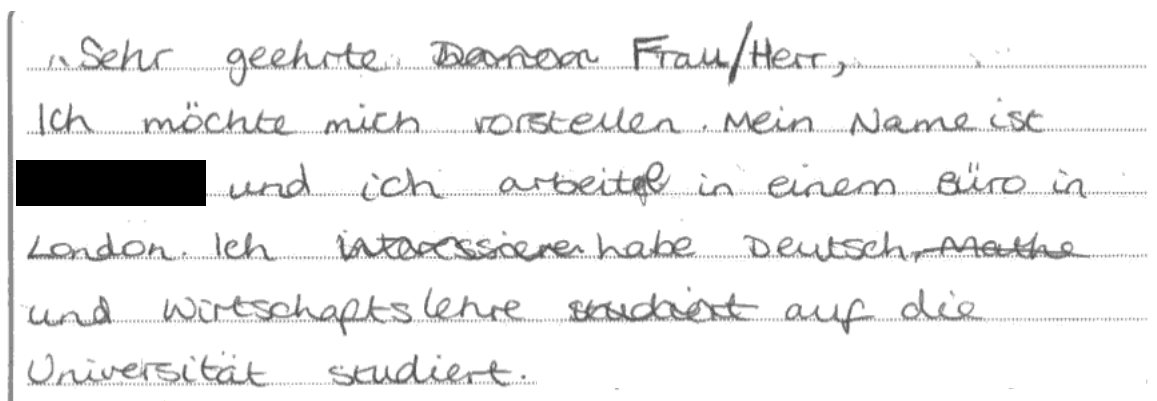 „Sehr geehrte Damen Frau/Herr,
Ich möchte mich vorstellen. Mein Name ist
und ich arbeite in einem Büro in
London. Ich interessiere habe Deutsch, Mathe
und Wirtschaftslehre studiert auf die
Universität studiert.